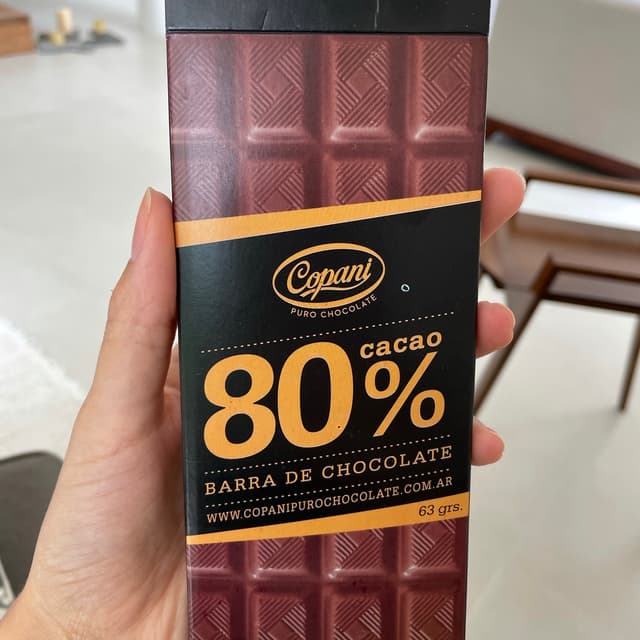 Copani
PURO CHOCOLATE
80%
cacao
BARRA DE CHOCOLATE
WWW.COPANIPUROCHOCOLATE.COM.AR
63 grs.